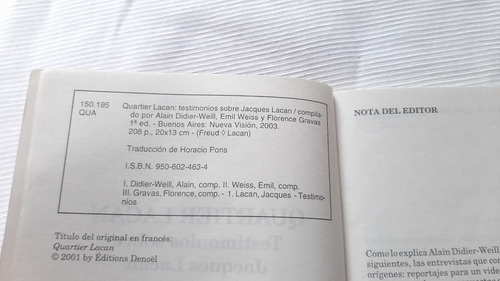 150.195 Quartier Lacan: testimonios sobre Jacques Lacan / compila-
QUA do por Alain Didier-Weill, Emil Weiss y Florence Gravas
1ª ed. - Buenos Aires: Nueva Visión, 2003.
208 p., 20x13 cm - (Freud ◊ Lacan)
Traducción de Horacio Pons
I.S.B.N. 950-602-463-4
I. Didier-Weill, Alain, comp. II. Weiss, Emil, comp.
III. Gravas, Florence, comp. - 1. Lacan, Jacques - Testimo-
nios
Título del original en francés:
Quartier Lacan
© 2001 by Éditions Denoël
NOTA DEL EDITOR
Como lo explica Alain Didier-Weill
siguientes, las entrevistas que con
orígenes: reportajes para un vide